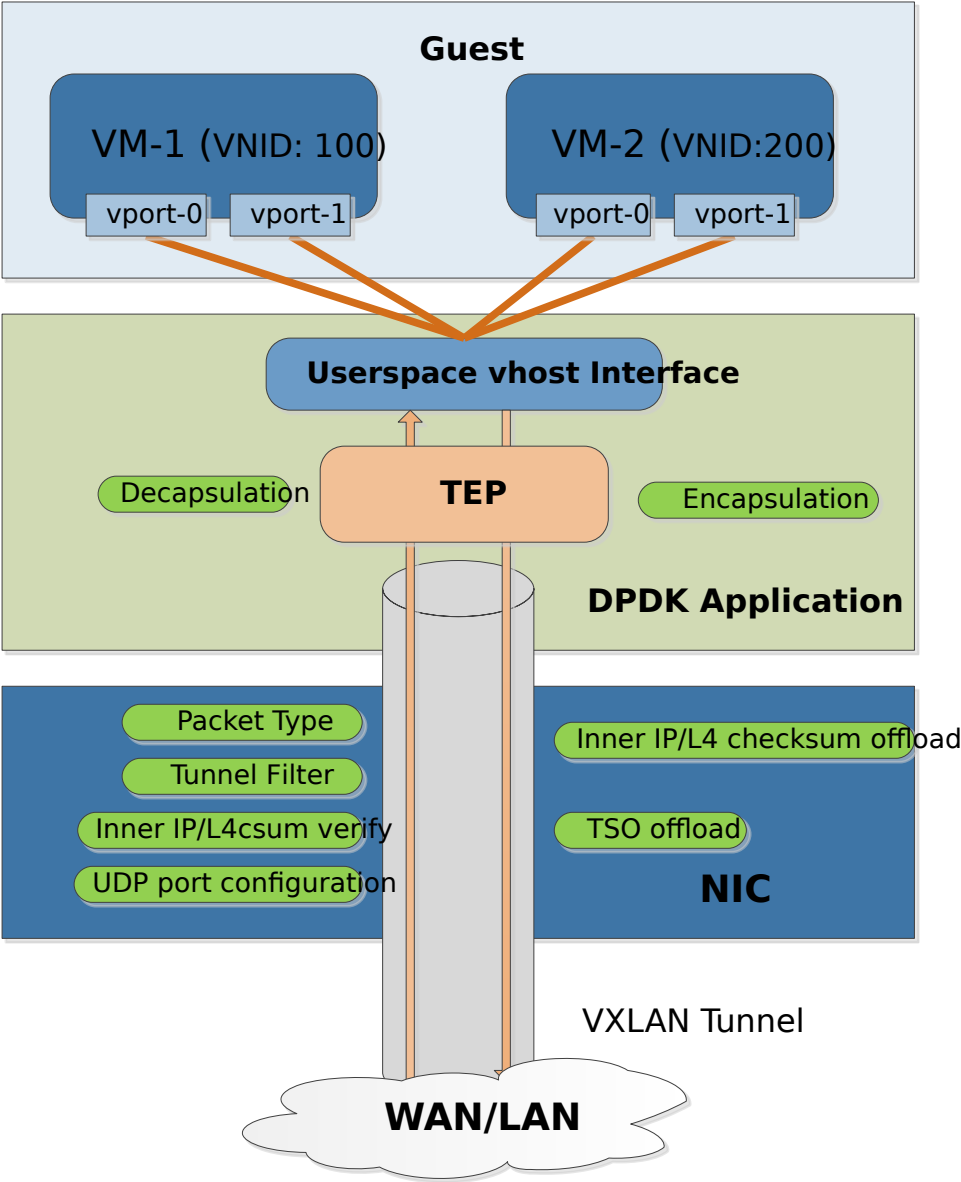 Guest
VM-1 (VNID: 100)
VM-2 (VNID:200)
vport-0
vport-1
vport-0
vport-1
Userspace vhost Interface
Decapsulation
TEP
Encapsulation
DPDK Application
Packet Type
Inner IP/L4 checksum offload
Tunnel Filter
Inner IP/L4csum verify
TSO offload
UDP port configuration
NIC
VXLAN Tunnel
WAN/LAN